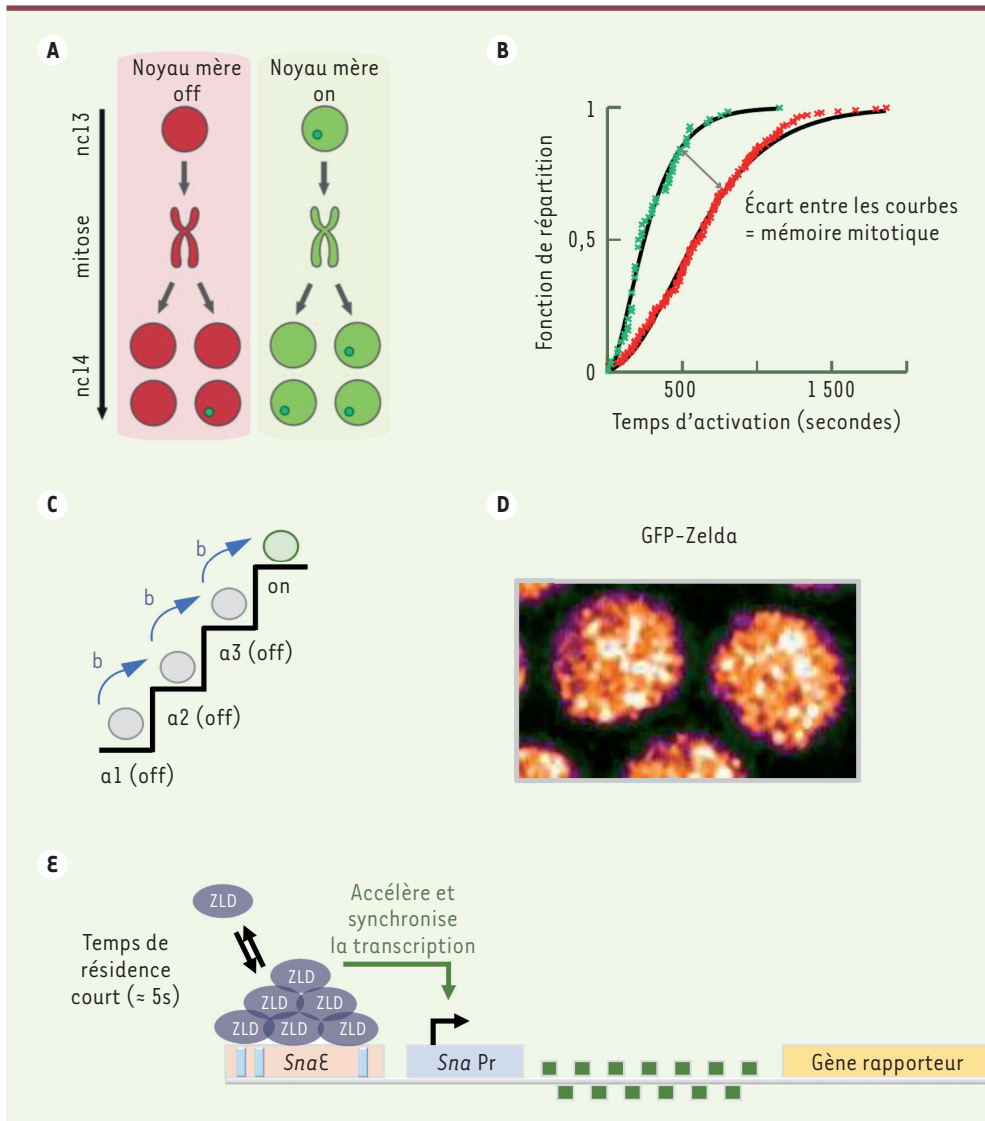 A
Noyau mère
off
Noyau mère
on
nc13
mitose
nc14
B
Fonction de répartition
1
0,5
0
500
1 500
Temps d'activation (secondes)
Écart entre les courbes
= mémoire mitotique
C
b
b
b
on
a3 (off)
a2 (off)
a1 (off)
D
GFP-Zelda
E
ZLD
Temps de
résidence
court (≈ 5s)
Accélère et
synchronise
la transcription
ZLD
ZLD
ZLD
ZLD
ZLD
ZLD
SnaE
Sna Pr
Gène rapporteur